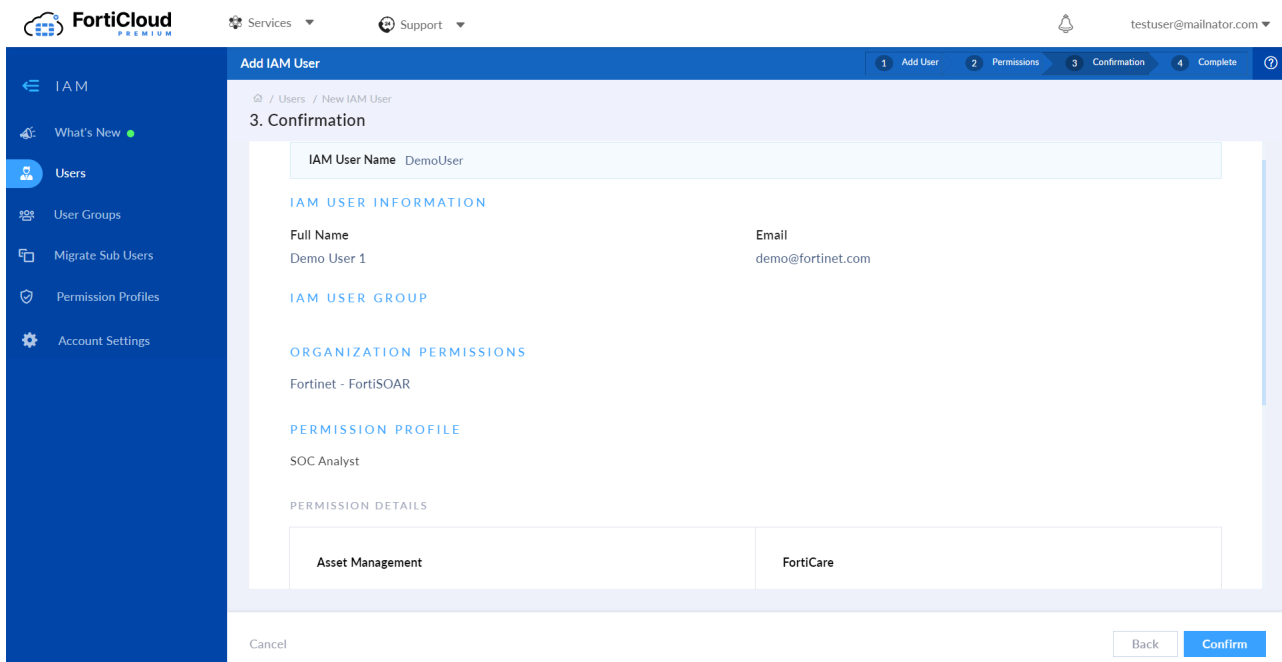 FortiCloud
PREMIUM
Services
Support
testuser@mailnator.com
IAM
What's New
Users
User Groups
Migrate Sub Users
Permission Profiles
Account Settings
Add IAM User
1 Add User 2 Permissions 3 Confirmation 4 Complete
/ Users / New IAM User
3. Confirmation
IAM User Name DemoUser
IAM USER INFORMATION
Full Name Email
Demo User 1 demo@fortinet.com
IAM USER GROUP
ORGANIZATION PERMISSIONS
Fortinet - FortiSOAR
PERMISSION PROFILE
SOC Analyst
PERMISSION DETAILS
Asset Management FortiCare
Cancel Back Confirm